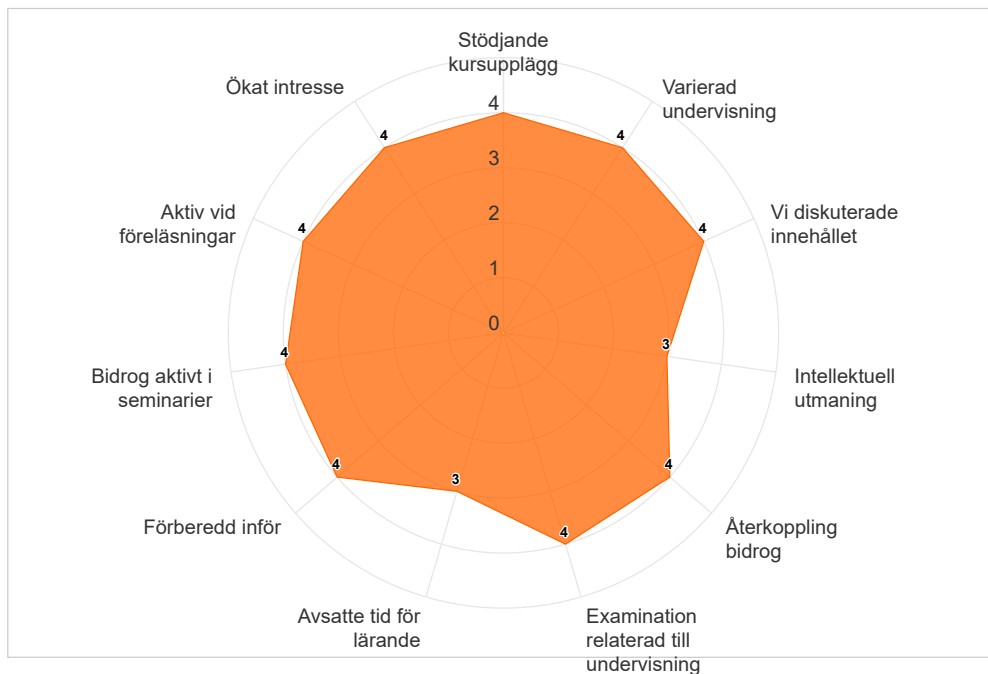 Stödjande
kursupplägg
Varierad
undervisning
Vi diskuterade
innehållet
Intellektuell
utmaning
Återkoppling
bidrog
Examination
relaterad till
undervisning
Avsatte tid för
lärande
Förberedd inför
Bidrog aktivt i
seminarier
Aktiv vid
föreläsningar
Ökat intresse
4
3
2
1
0
4
4
3
4
4
3
4
4
4
4